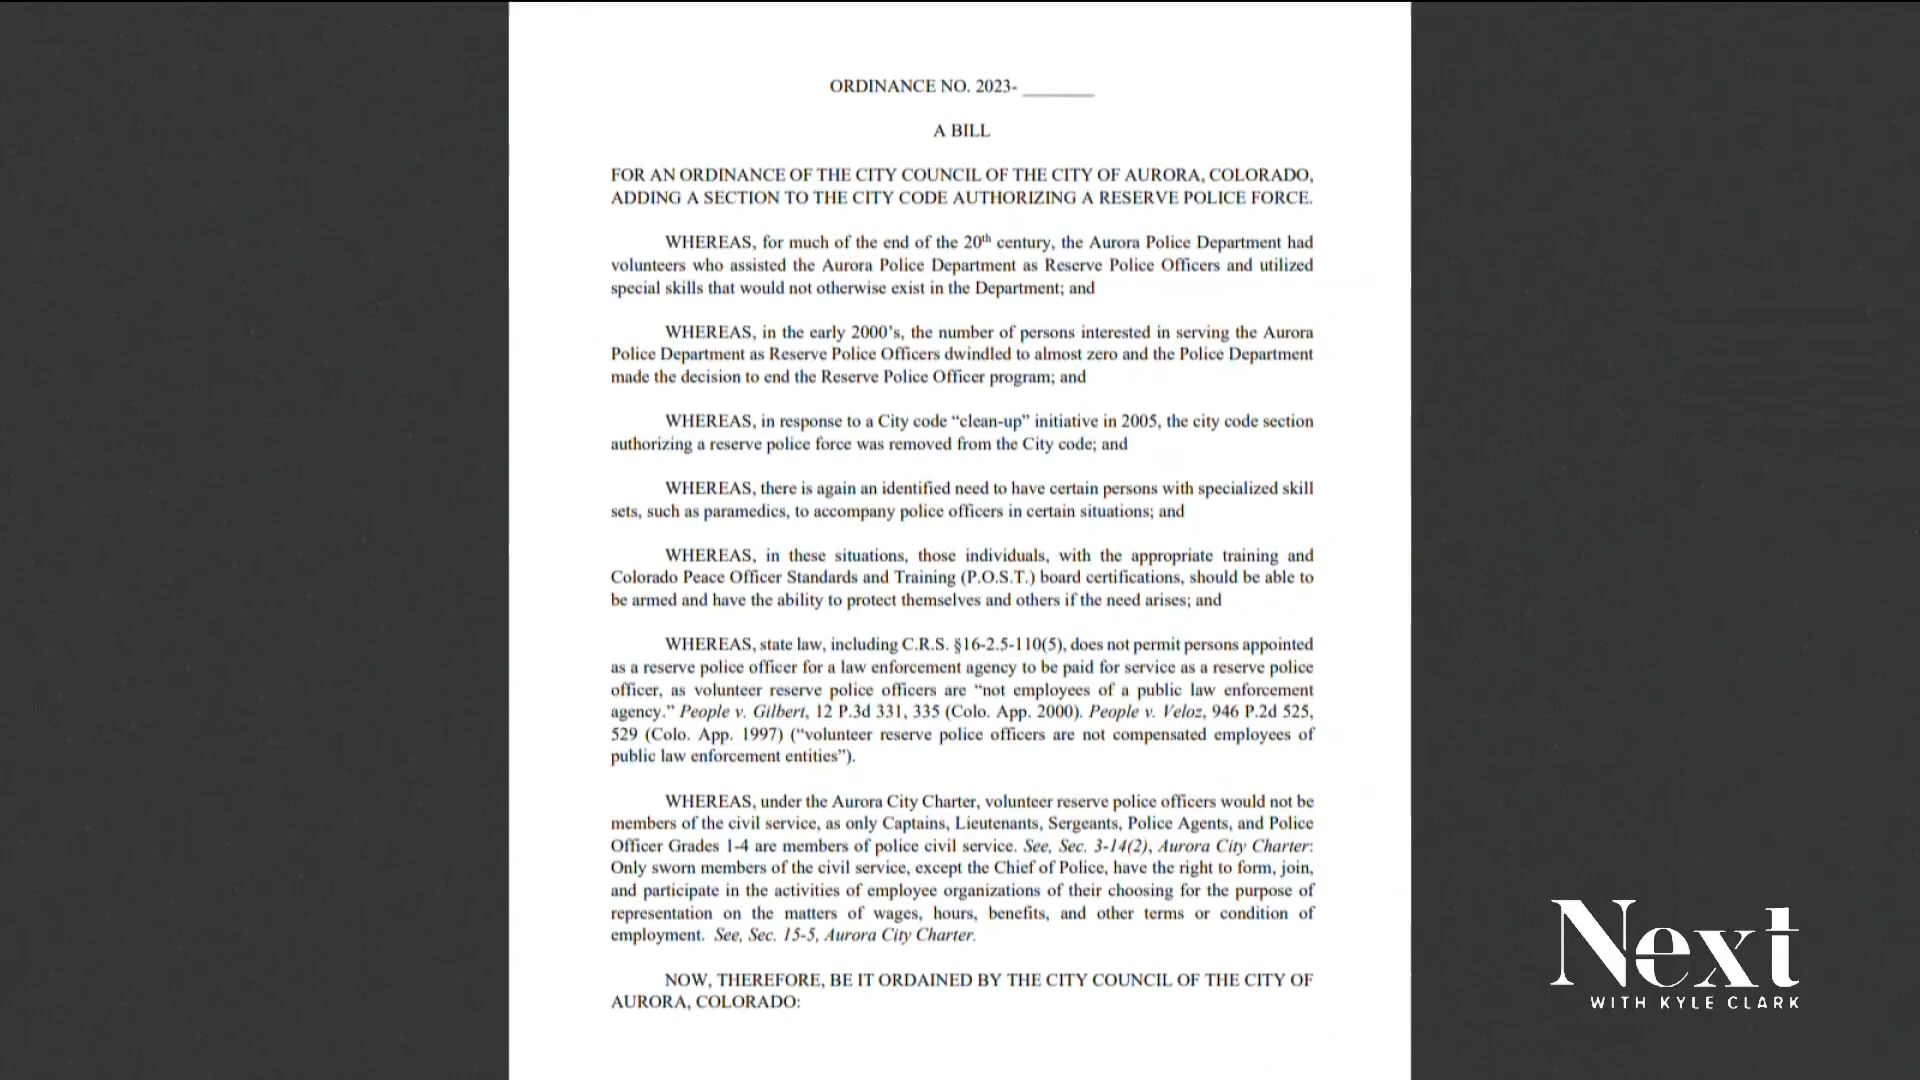 ORDINANCE NO. 2023- ________
A BILL
FOR AN ORDINANCE OF THE CITY COUNCIL OF THE CITY OF AURORA, COLORADO,
ADDING A SECTION TO THE CITY CODE AUTHORIZING A RESERVE POLICE FORCE.
WHEREAS, for much of the end of the 20th century, the Aurora Police Department had
volunteers who assisted the Aurora Police Department as Reserve Police Officers and utilized
special skills that would not otherwise exist in the Department; and
WHEREAS, in the early 2000's, the number of persons interested in serving the Aurora
Police Department as Reserve Police Officers dwindled to almost zero and the Police Department
made the decision to end the Reserve Police Officer program; and
WHEREAS, in response to a City code “clean-up” initiative in 2005, the city code section
authorizing a reserve police force was removed from the City code; and
WHEREAS, there is again an identified need to have certain persons with specialized skill
sets, such as paramedics, to accompany police officers in certain situations; and
WHEREAS, in these situations, those individuals, with the appropriate training and
Colorado Peace Officer Standards and Training (P.O.S.T.) board certifications, should be able to
be armed and have the ability to protect themselves and others if the need arises; and
WHEREAS, state law, including C.R.S. §16-2.5-110(5), does not permit persons appointed
as a reserve police officer for a law enforcement agency to be paid for service as a reserve police
officer, as volunteer reserve police officers are “not employees of a public law enforcement
agency.” People v. Gilbert, 12 P.3d 331, 335 (Colo. App. 2000). People v. Veloz, 946 P.2d 525,
529 (Colo. App. 1997) (“volunteer reserve police officers are not compensated employees of
public law enforcement entities”).
WHEREAS, under the Aurora City Charter, volunteer reserve police officers would not be
members of the civil service, as only Captains, Lieutenants, Sergeants, Police Agents, and Police
Officer Grades 1-4 are members of police civil service. See, Sec. 3-14(2), Aurora City Charter:
Only sworn members of the civil service, except the Chief of Police, have the right to form, join,
and participate in the activities of employee organizations of their choosing for the purpose of
representation on the matters of wages, hours, benefits, and other terms or condition of
employment. See, Sec. 15-5, Aurora City Charter.
NOW, THEREFORE, BE IT ORDAINED BY THE CITY COUNCIL OF THE CITY OF
AURORA, COLORADO:
Next
WITH KYLE CLARK